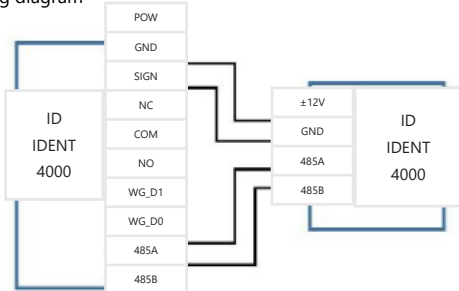 g diagram
POW
GND
SIGN
NC
COM
NO
WG_D1
WG_D0
485A
485B
ID
IDENT
4000
±12V
GND
485A
485B
ID
IDENT
4000